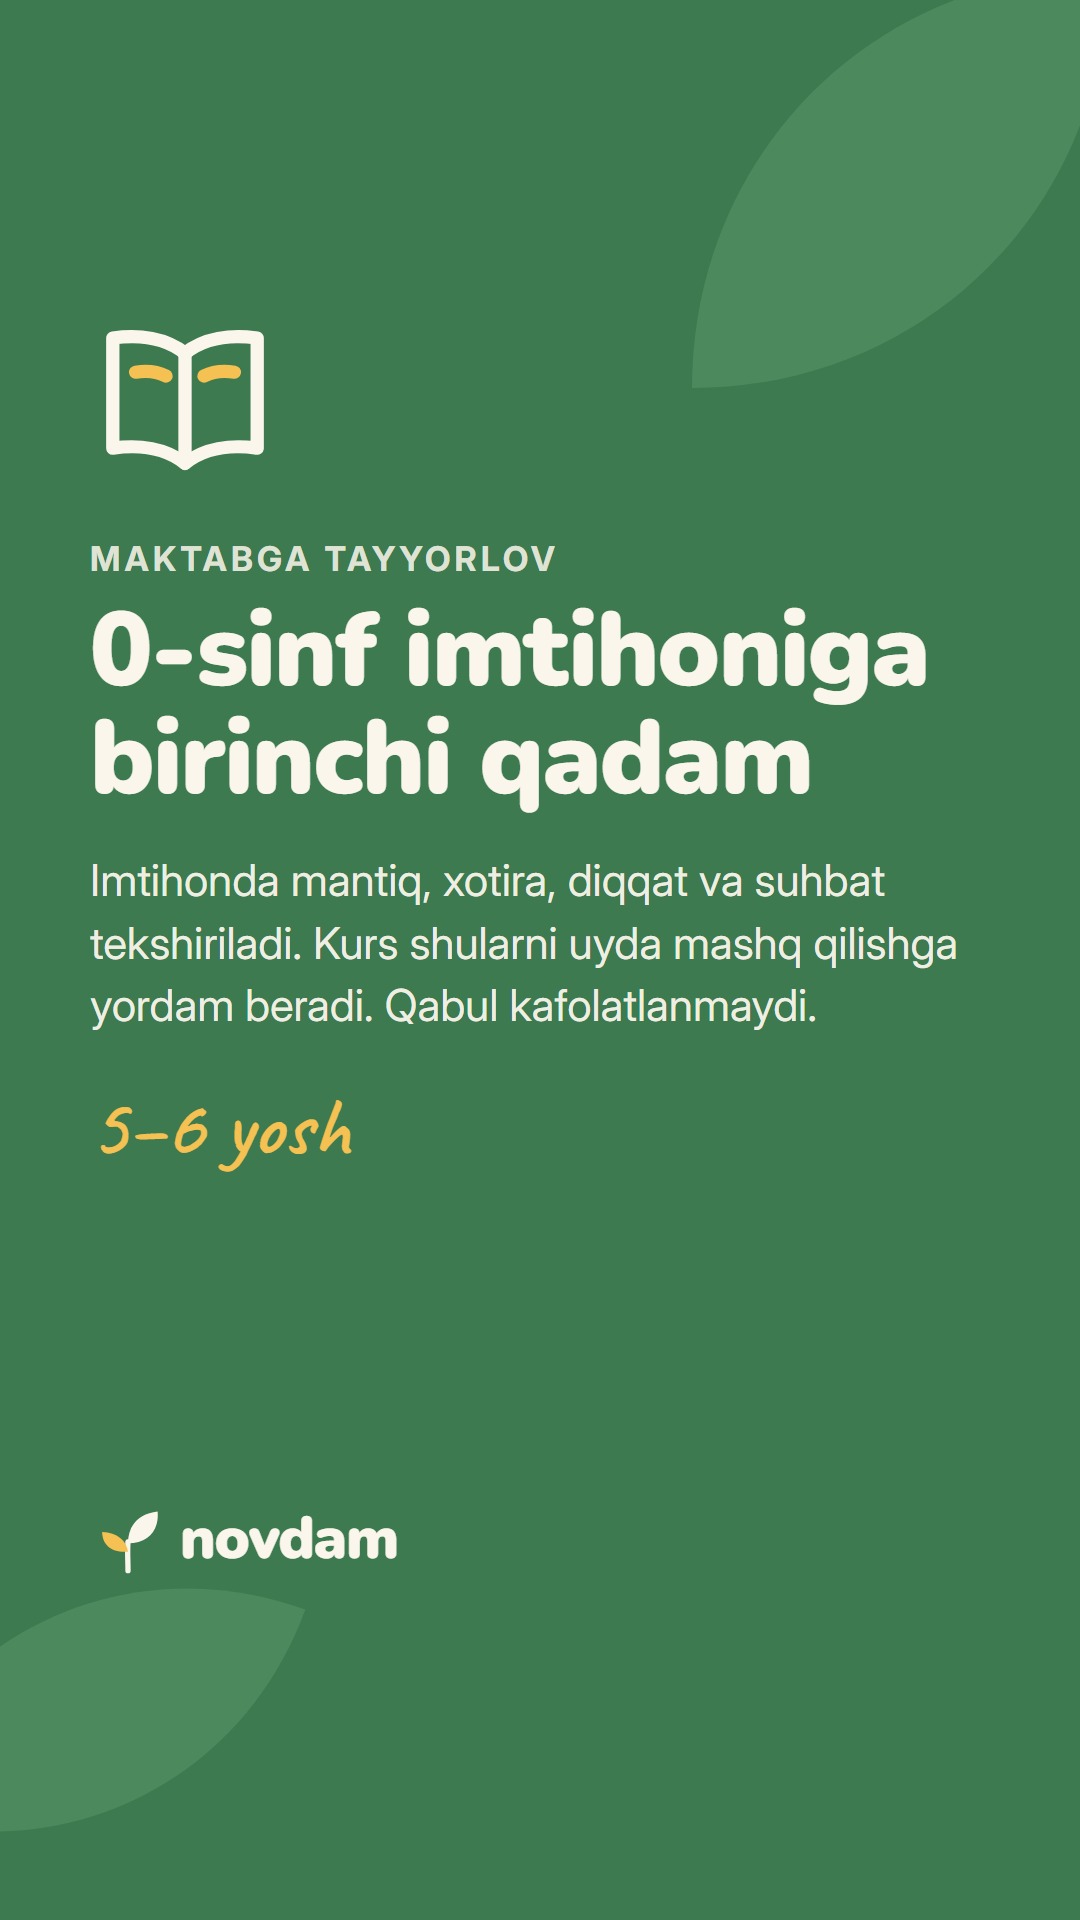 MAKTABGA TAYYORLOV
0-sinf imtihoniga
birinchi qadam
Imtihonda mantiq, xotira, diqqat va suhbat
tekshiriladi. Kurs shularni uyda mashq qilishga
yordam beradi. Qabul kafolatlanmaydi.
5–6 yosh
novdam